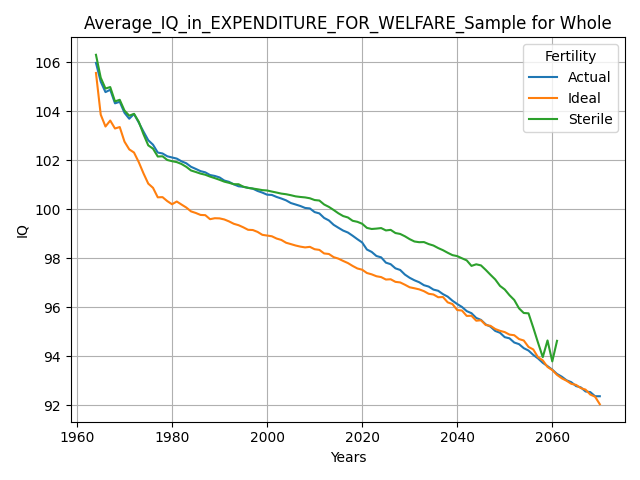 Average_IQ_in_EXPENDITURE_FOR_WELFARE_Sample for Whole
Fertility
Actual
Ideal
Sterile
IQ
106
104
102
100
98
96
94
92
1960
1980
2000
2020
2040
2060
Years